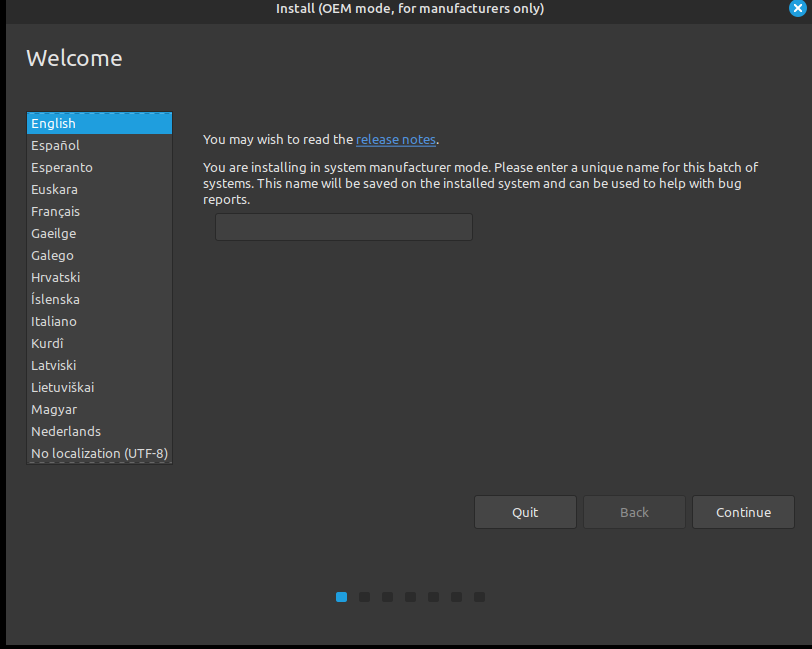 Install (OEM mode, for manufacturers only)
Welcome
English
Español
Esperanto
Euskara
Français
Gaeilge
Galego
Hrvatski
Íslenska
Italiano
Kurdî
Latviski
Lietuviškai
Magyar
Nederlands
No localization (UTF-8)
You may wish to read the release notes.
You are installing in system manufacturer mode. Please enter a unique name for this batch of
systems. This name will be saved on the installed system and can be used to help with bug
reports.
Quit
Back
Continue